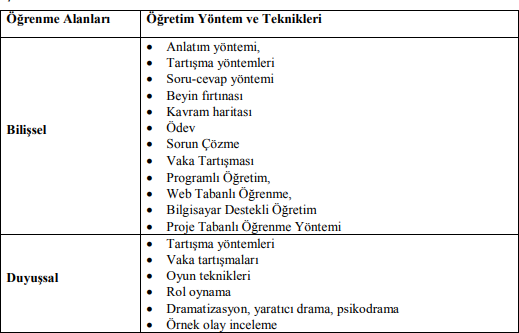 Öğrenme Alanları Öğretim Yöntem ve Teknikleri
Bilişsel
• Anlatım yöntemi,
• Tartışma yöntemleri
• Soru-cevap yöntemi
• Beyin fırtınası
• Kavram haritası
• Ödev
• Sorun Çözme
• Vaka Tartışması
• Programlı Öğretim,
• Web Tabanlı Öğrenme,
• Bilgisayar Destekli Öğretim
• Proje Tabanlı Öğrenme Yöntemi
Duyuşsal
• Tartışma yöntemleri
• Vaka tartışmaları
• Oyun teknikleri
• Rol oynama
• Dramatizasyon, yaratıcı drama, psikodrama
• Örnek olay inceleme